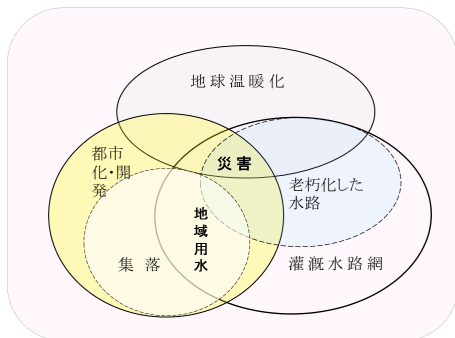 地球温暖化
都市
化・開
発
災害
老朽化した
水路
地域用水
集落
灌漑水路網